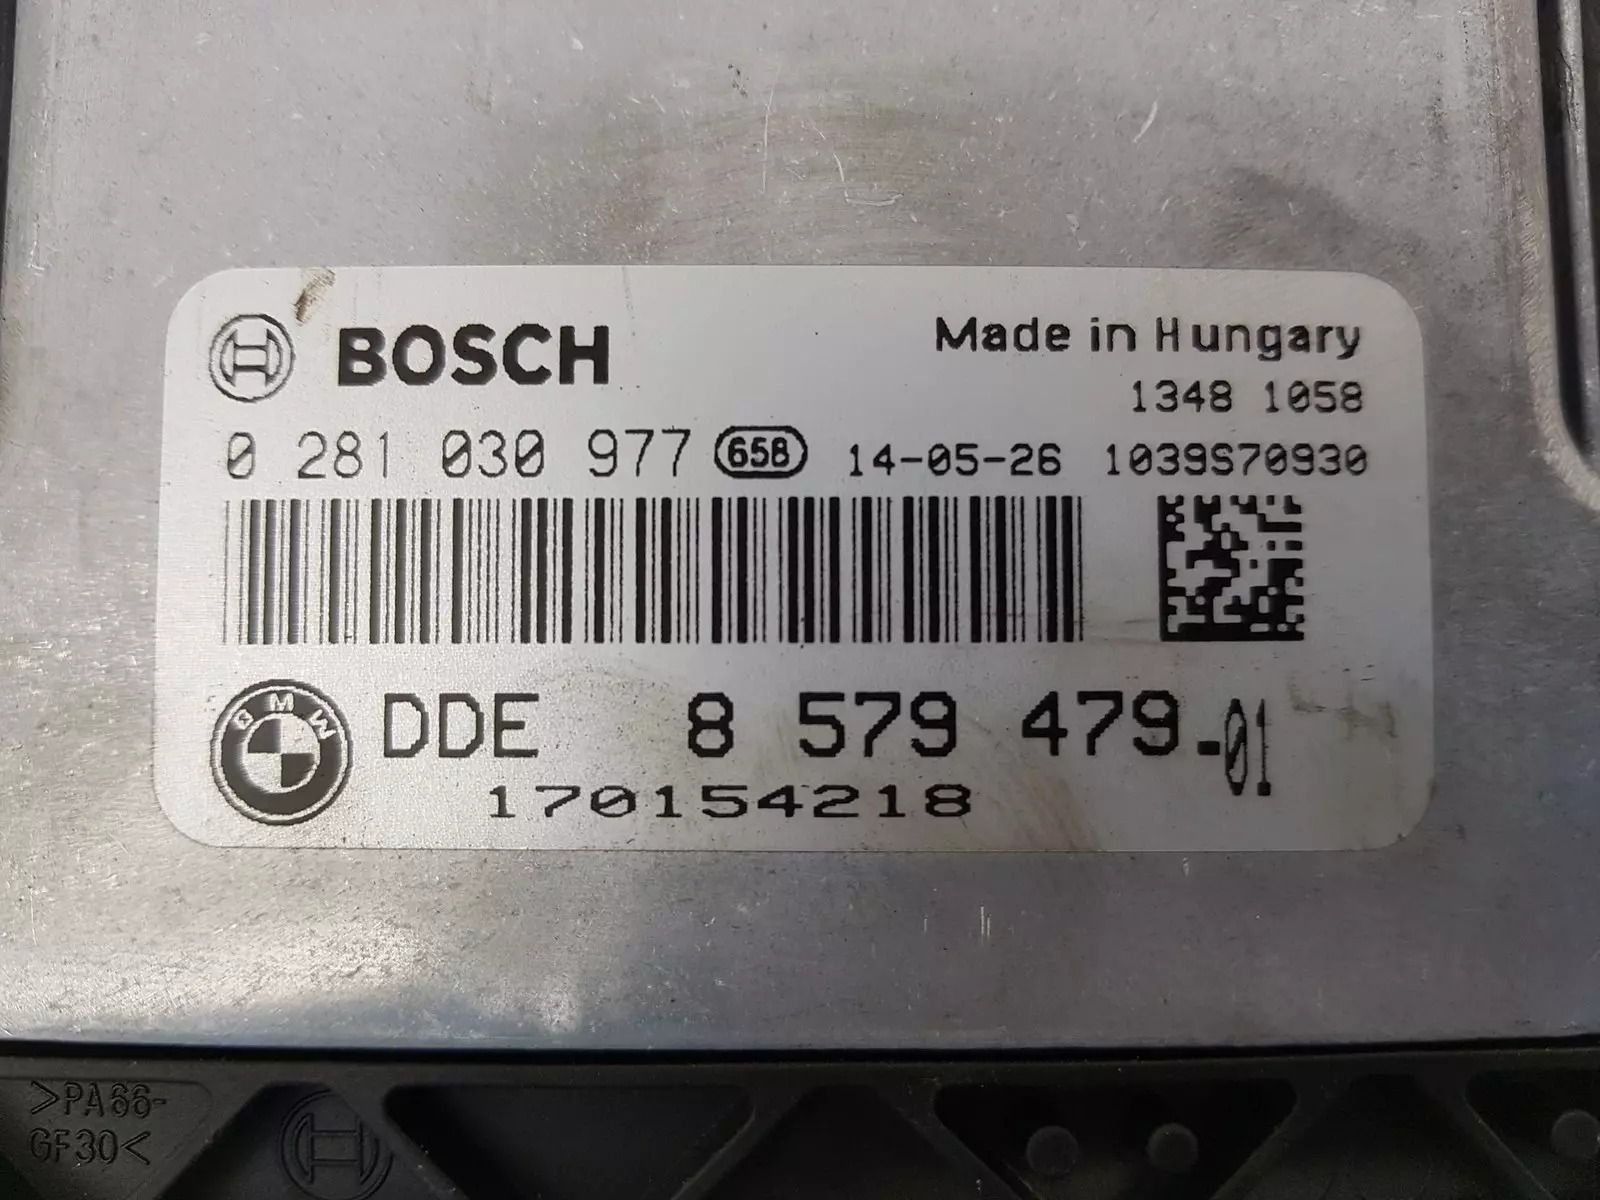 BOSCH
Made in Hungary
1348 1058
0 281 030 977 658 14-05-26 1039S70930
BMW DDE 8 579 479-01
170154218
>PA66-
GF30<